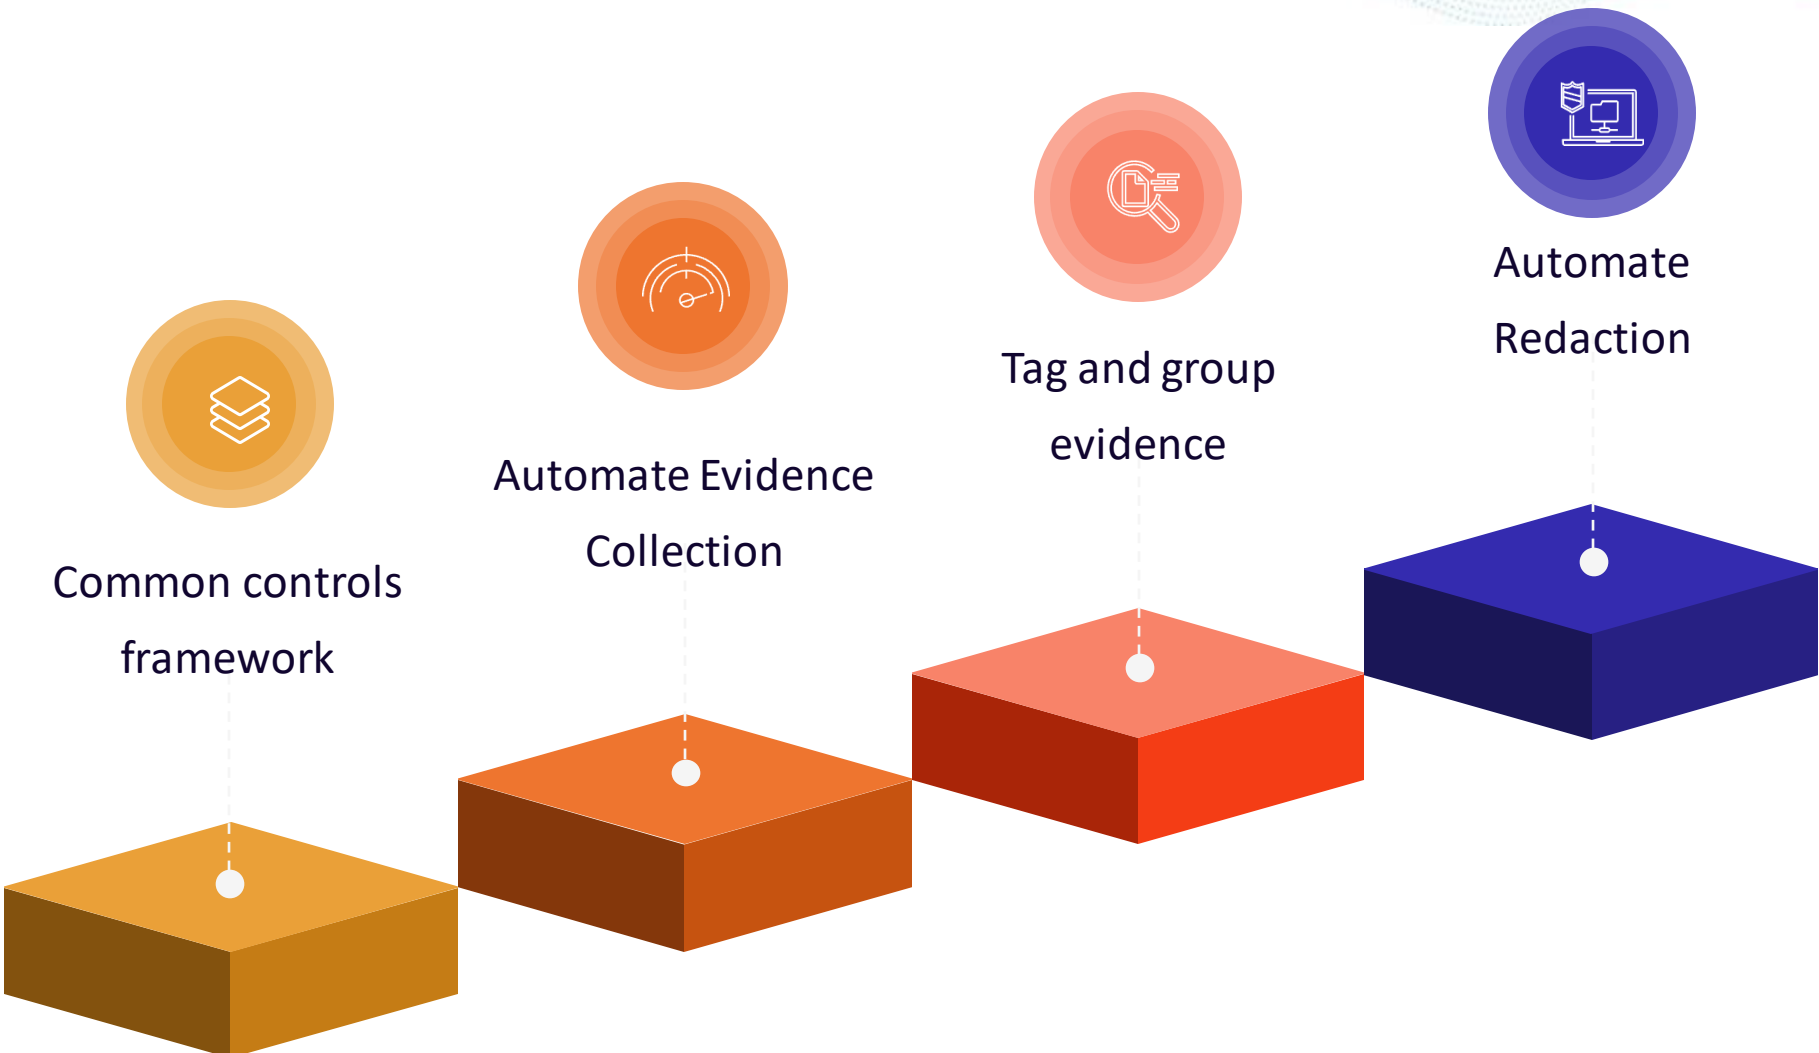 Common controls
framework
Automate Evidence
Collection
Tag and group
evidence
Automate
Redaction